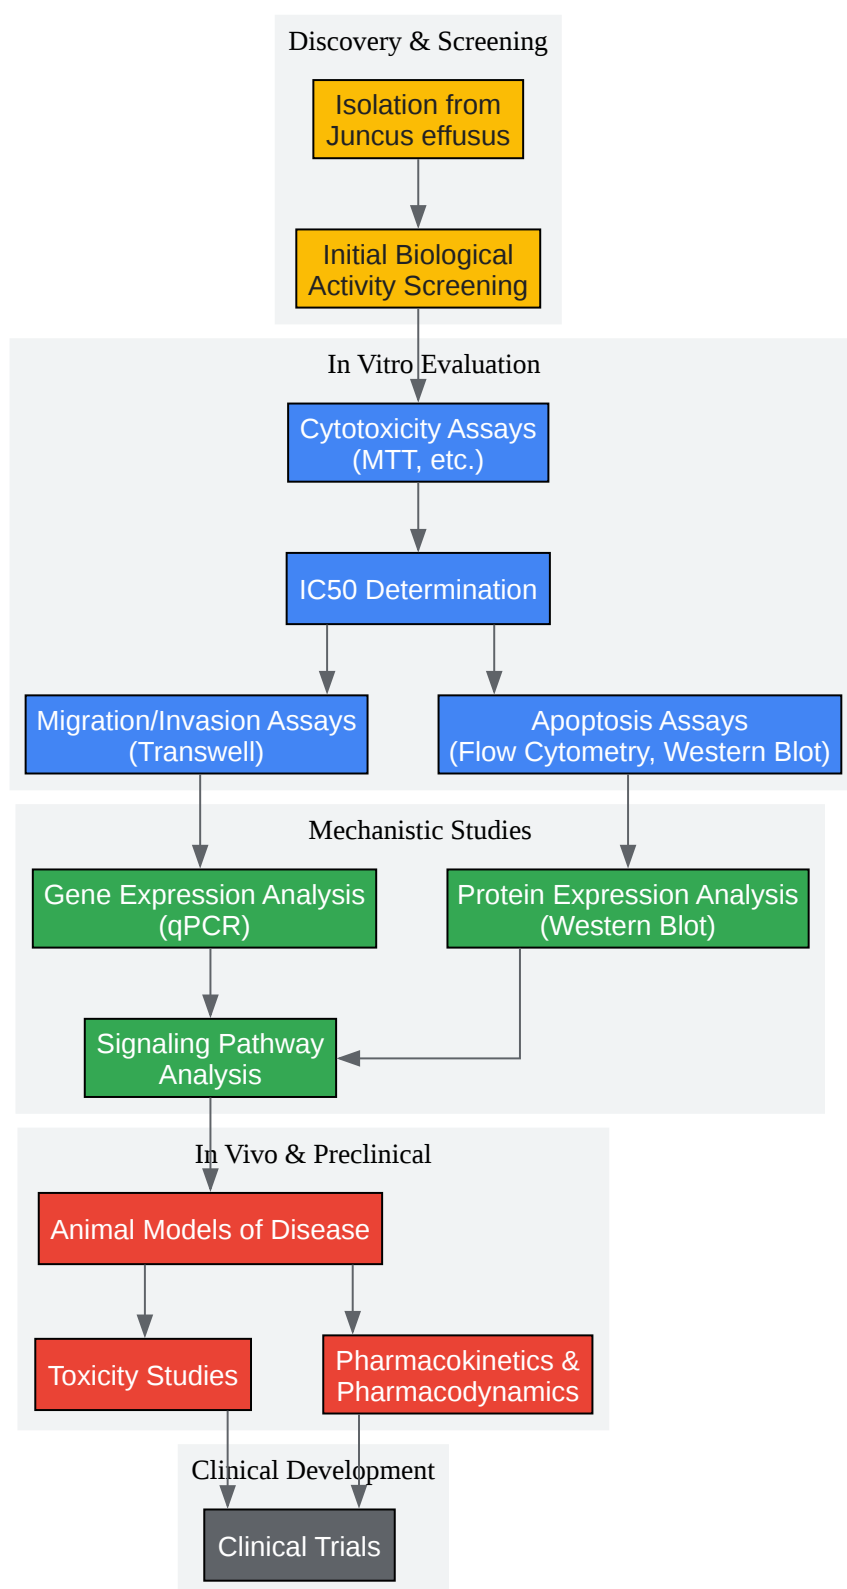 Discovery & Screening
Isolation from
Juncus effusus
Initial Biological
Activity Screening
In Vitro Evaluation
Cytotoxicity Assays
(MTT, etc.)
IC50 Determination
Migration/Invasion Assays
(Transwell)
Apoptosis Assays
(Flow Cytometry, Western Blot)
Mechanistic Studies
Gene Expression Analysis
(qPCR)
Protein Expression Analysis
(Western Blot)
Signaling Pathway
Analysis
In Vivo & Preclinical
Animal Models of Disease
Toxicity Studies
Pharmacokinetics &
Pharmacodynamics
Clinical Development
Clinical Trials